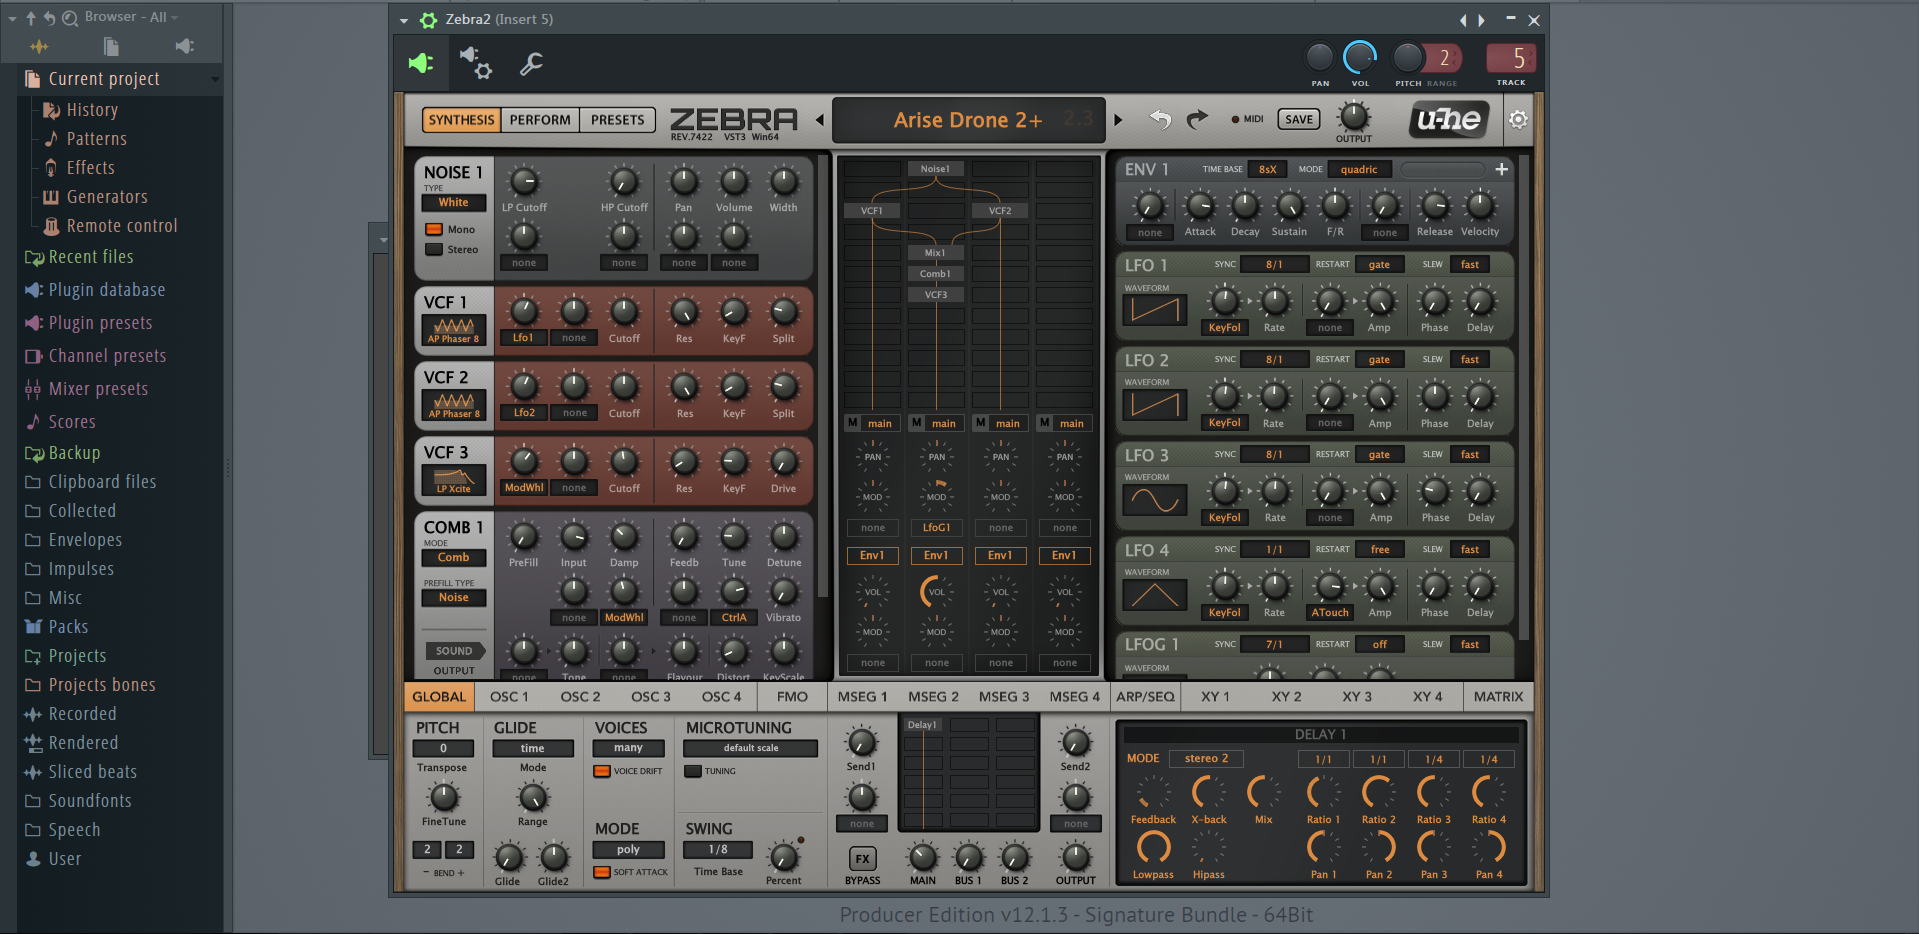 Browser - All
Current project
History
Patterns
Effects
Generators
Remote control
Recent files
Plugin database
Plugin presets
Channel presets
Mixer presets
Scores
Backup
Clipboard files
Collected
Envelopes
Impulses
Misc
Packs
Projects
Projects bones
Recorded
Rendered
Sliced beats
Soundfonts
Speech
User
Zebra2 (Insert 5)
2 5
PAN VOL PITCH RANGE TRACK
SYNTHESIS PERFORM PRESETS
ZEBRA
REV.7422 VST3 Win64
Arise Drone 2+ 2.3
MIDI SAVE
OUTPUT
u-he
NOISE 1
TYPE
White
Mono
Stereo
LP Cutoff HP Cutoff Pan Volume Width
none none none none
VCF 1
AP Phaser 8
Lfo1 none Cutoff Res KeyF Split
VCF 2
AP Phaser 8
Lfo2 none Cutoff Res KeyF Split
VCF 3
LP Xcite
ModWhl none Cutoff Res KeyF Drive
COMB 1
MODE
Comb
PREFILL TYPE
Noise
SOUND
OUTPUT
PreFill Input Damp Feedb Tune Detune
none ModWhl none CtrlA Vibrato
none Tone none Flavour Distort KeyScale
Noise1
VCF1 VCF2
Mix1
Comb1
VCF3
M main M main M main M main
PAN PAN PAN PAN
MOD MOD MOD MOD
none LfoG1 none none
Env1 Env1 Env1 Env1
VOL VOL VOL VOL
MOD MOD MOD MOD
none none none none
ENV 1 TIME BASE 8sX MODE quadric +
none Attack Decay Sustain F/R none Release Velocity
LFO 1 SYNC 8/1 RESTART gate SLEW fast
WAVEFORM
KeyFol Rate none Amp Phase Delay
LFO 2 SYNC 8/1 RESTART gate SLEW fast
WAVEFORM
KeyFol Rate none Amp Phase Delay
LFO 3 SYNC 8/1 RESTART gate SLEW fast
WAVEFORM
KeyFol Rate none Amp Phase Delay
LFO 4 SYNC 1/1 RESTART free SLEW fast
WAVEFORM
KeyFol Rate ATouch Amp Phase Delay
LFOG 1 SYNC 7/1 RESTART off SLEW fast
WAVEFORM
GLOBAL OSC 1 OSC 2 OSC 3 OSC 4 FMO MSEG 1 MSEG 2 MSEG 3 MSEG 4 ARP/SEQ XY 1 XY 2 XY 3 XY 4 MATRIX
PITCH
0
Transpose
FineTune
2 2
− BEND +
GLIDE
time
Mode
Range
Glide Glide2
VOICES
many
VOICE DRIFT
MODE
poly
SOFT ATTACK
MICROTUNING
default scale
TUNING
SWING
1/8
Time Base
Percent
Send1
none
FX
BYPASS
Delay1
MAIN BUS 1 BUS 2
Send2
none
OUTPUT
DELAY 1
MODE stereo 2 1/1 1/1 1/4 1/4
Feedback X-back Mix Ratio 1 Ratio 2 Ratio 3 Ratio 4
Lowpass Hipass Pan 1 Pan 2 Pan 3 Pan 4
Producer Edition v12.1.3 - Signature Bundle - 64Bit